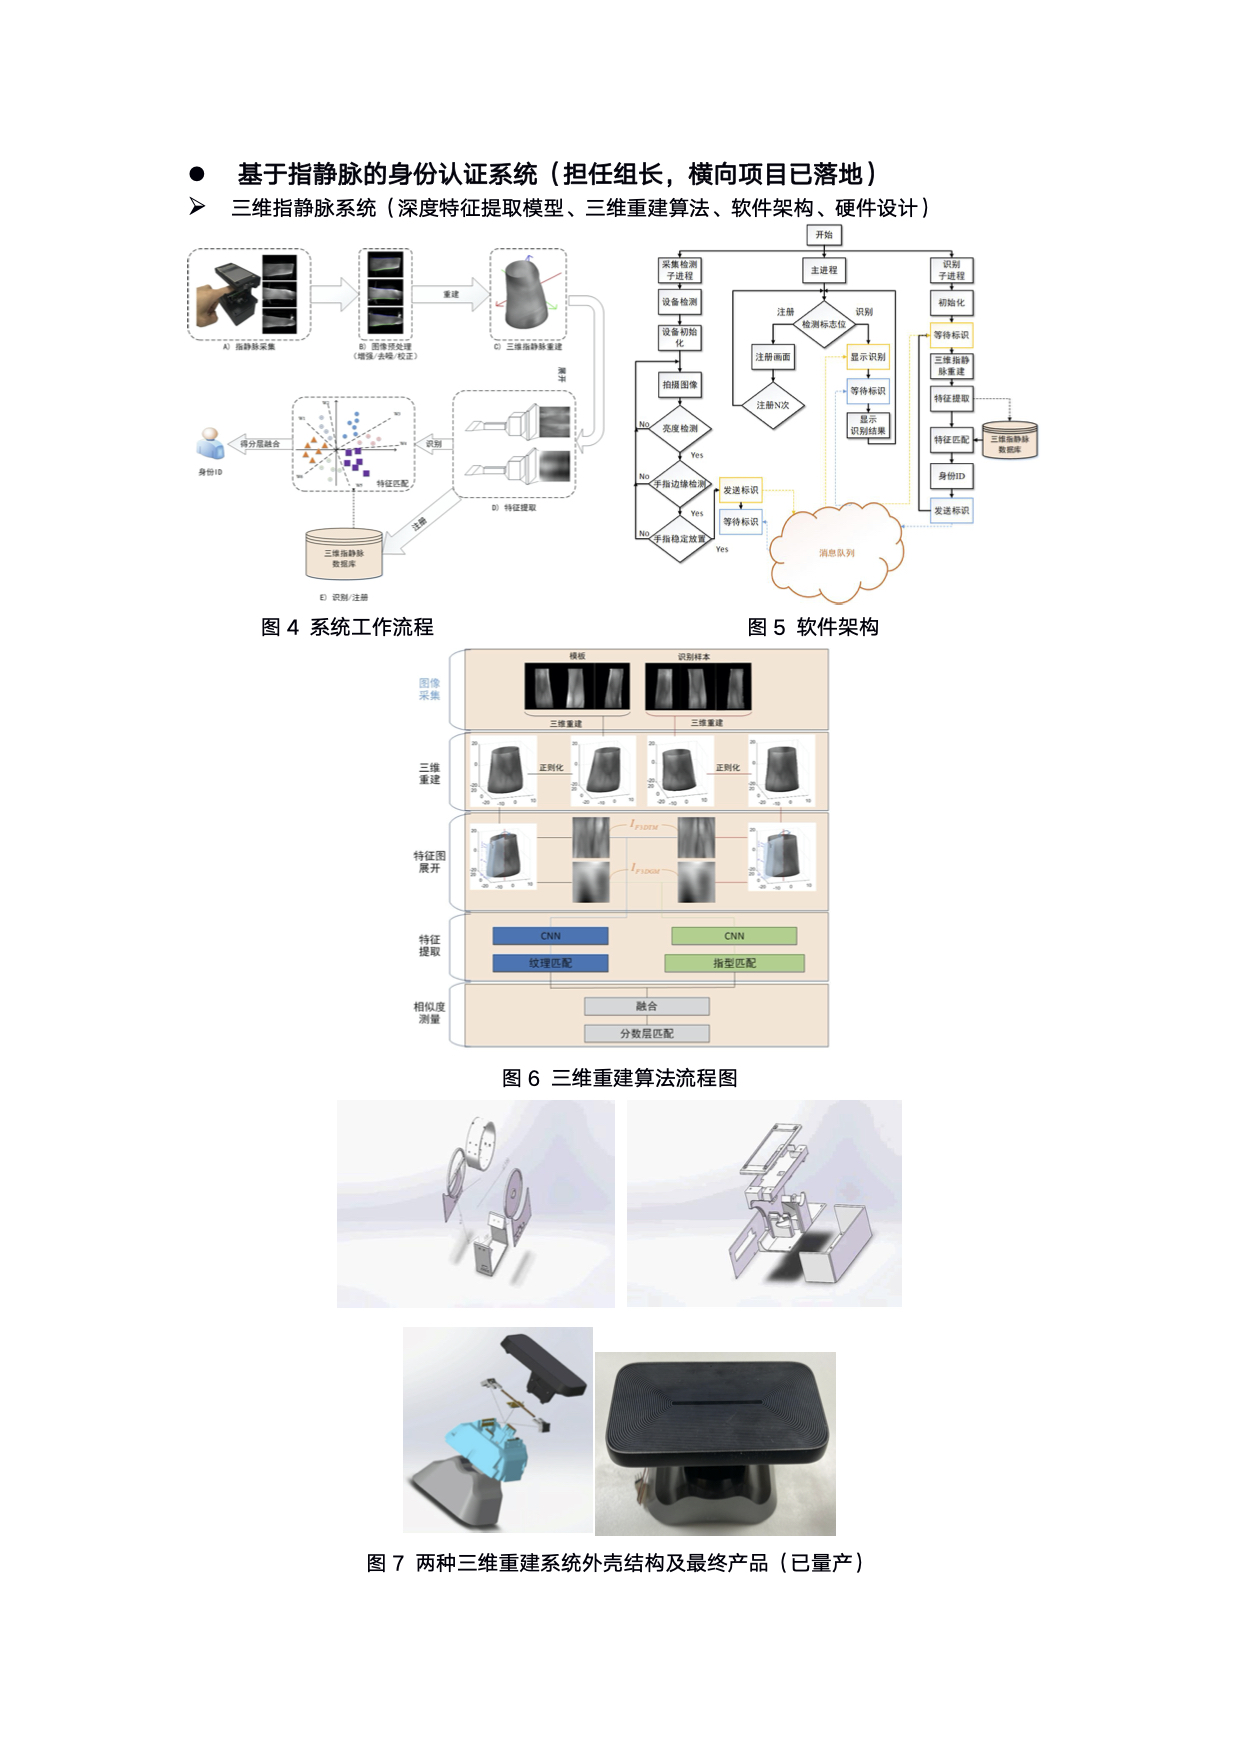 ● 基于指静脉的身份认证系统（担任组长，横向项目已落地）
➢ 三维指静脉系统（深度特征提取模型、三维重建算法、软件架构、硬件设计）
A) 指静脉采集
B) 图像预处理
(增强/去噪/校正)
重建
C) 三维指静脉重建
展开
D) 特征提取
识别
特征匹配
得分层融合
身份ID
注册
三维指静脉
数据库
E) 识别/注册
图 4 系统工作流程
开始
采集检测
子进程
设备检测
设备初始
化
拍摄图像
亮度检测
No
Yes
手指边缘检测
No
Yes
手指稳定放置
No
Yes
发送标识
等待标识
主进程
注册
识别
检测标志位
注册画面
注册N次
显示识别
等待标识
显示
识别结果
识别
子进程
初始化
等待标识
三维指静
脉重建
特征提取
特征匹配
三维指静脉
数据库
身份ID
发送标识
消息队列
图 5 软件架构
图像
采集
模板
识别样本
三维重建
三维重建
三维
重建
正则化
正则化
特征图
展开
特征
提取
CNN
CNN
纹理匹配
指型匹配
相似度
测量
融合
分数层匹配
图 6 三维重建算法流程图
图 7 两种三维重建系统外壳结构及最终产品（已量产）